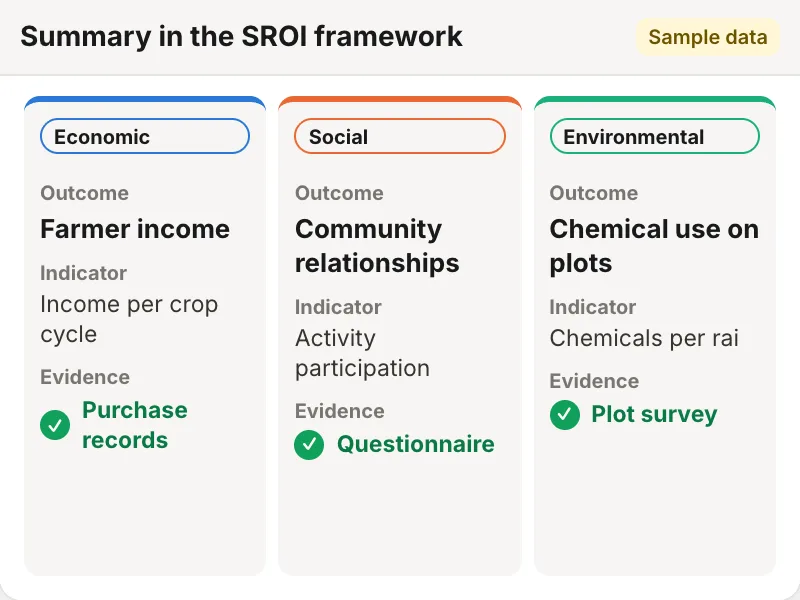 Summary in the SROI framework
Sample data
Economic
Outcome
Farmer income
Indicator
Income per crop
cycle
Evidence
Purchase
records
Social
Outcome
Community
relationships
Indicator
Activity
participation
Evidence
Questionnaire
Environmental
Outcome
Chemical use on
plots
Indicator
Chemicals per rai
Evidence
Plot survey